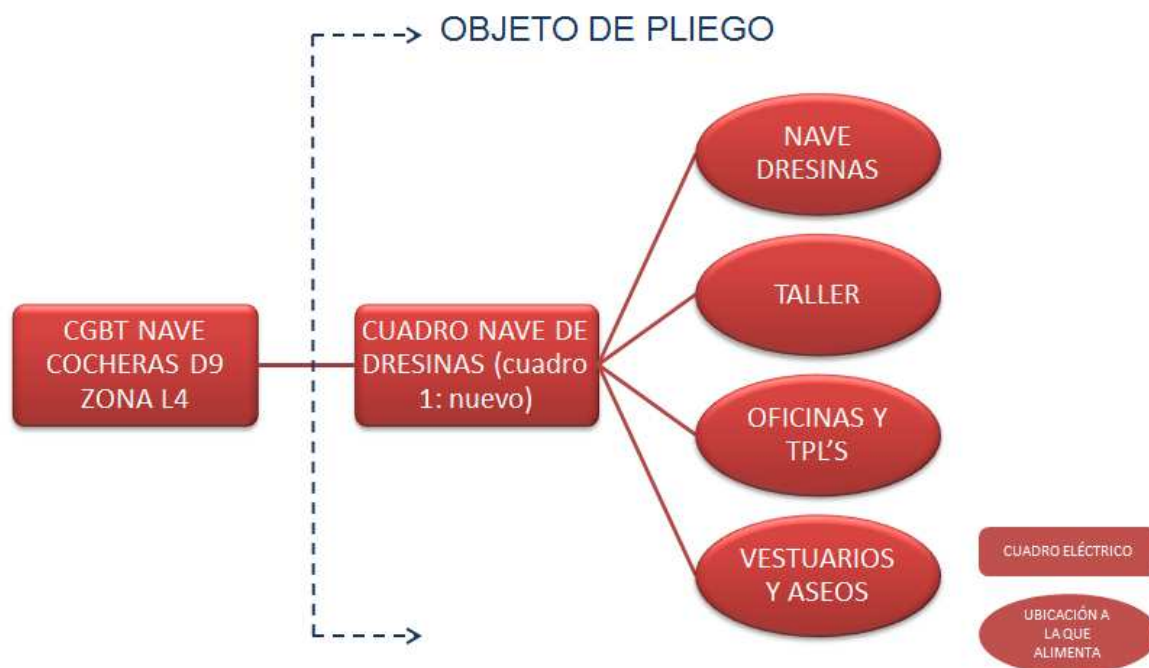 OBJETO DE PLIEGO
NAVE
DRESINAS
TALLER
CGBT NAVE
COCHERAS D9
ZONA L4
CUADRO NAVE DE
DRESINAS (cuadro
1: nuevo)
OFICINAS Y
TPL'S
VESTUARIOS
Y ASEOS
CUADRO ELÉCTRICO
UBICACIÓN A
LA QUE
ALIMENTA